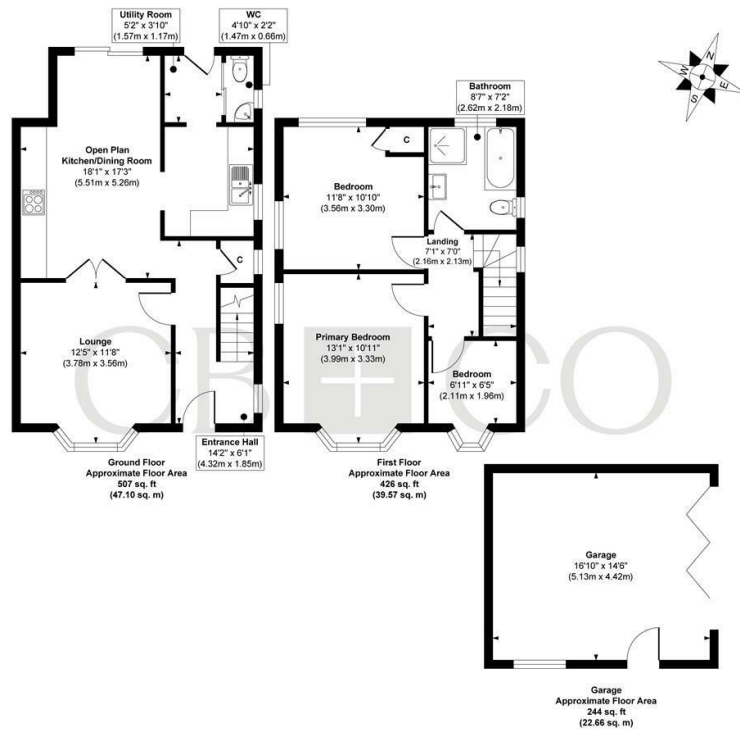 Utility Room
5'2" x 3'10"
(1.57m x 1.17m)
WC
4'10" x 2'2"
(1.47m x 0.66m)
Open Plan
Kitchen/Dining Room
18'1" x 17'3"
(5.51m x 5.26m)
C
Lounge
12'5" x 11'8"
(3.78m x 3.56m)
Entrance Hall
14'2" x 6'1"
(4.32m x 1.85m)
Ground Floor
Approximate Floor Area
507 sq. ft
(47.10 sq. m)
Bathroom
8'7" x 7'2"
(2.62m x 2.18m)
C
Bedroom
11'8" x 10'10"
(3.56m x 3.30m)
Landing
7'1" x 7'0"
(2.16m x 2.13m)
Primary Bedroom
13'1" x 10'11"
(3.99m x 3.33m)
Bedroom
6'11" x 6'5"
(2.11m x 1.96m)
First Floor
Approximate Floor Area
426 sq. ft
(39.57 sq. m)
N
E
S
W
CB+CO
Garage
16'10" x 14'6"
(5.13m x 4.42m)
Garage
Approximate Floor Area
244 sq. ft
(22.66 sq. m)